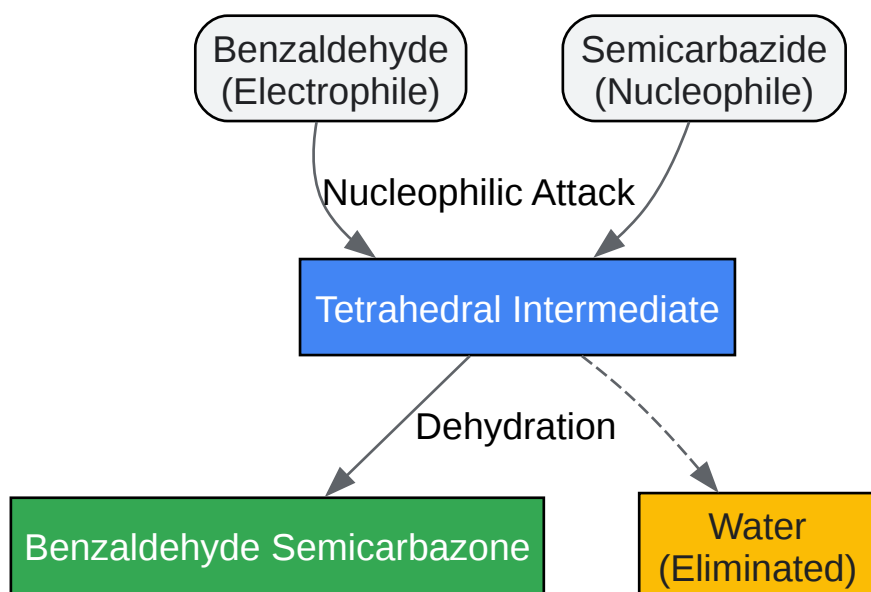 Benzaldehyde
(Electrophile)
Semicarbazide
(Nucleophile)
Nucleophilic Attack
Tetrahedral Intermediate
Dehydration
Benzaldehyde Semicarbazone
Water
(Eliminated)